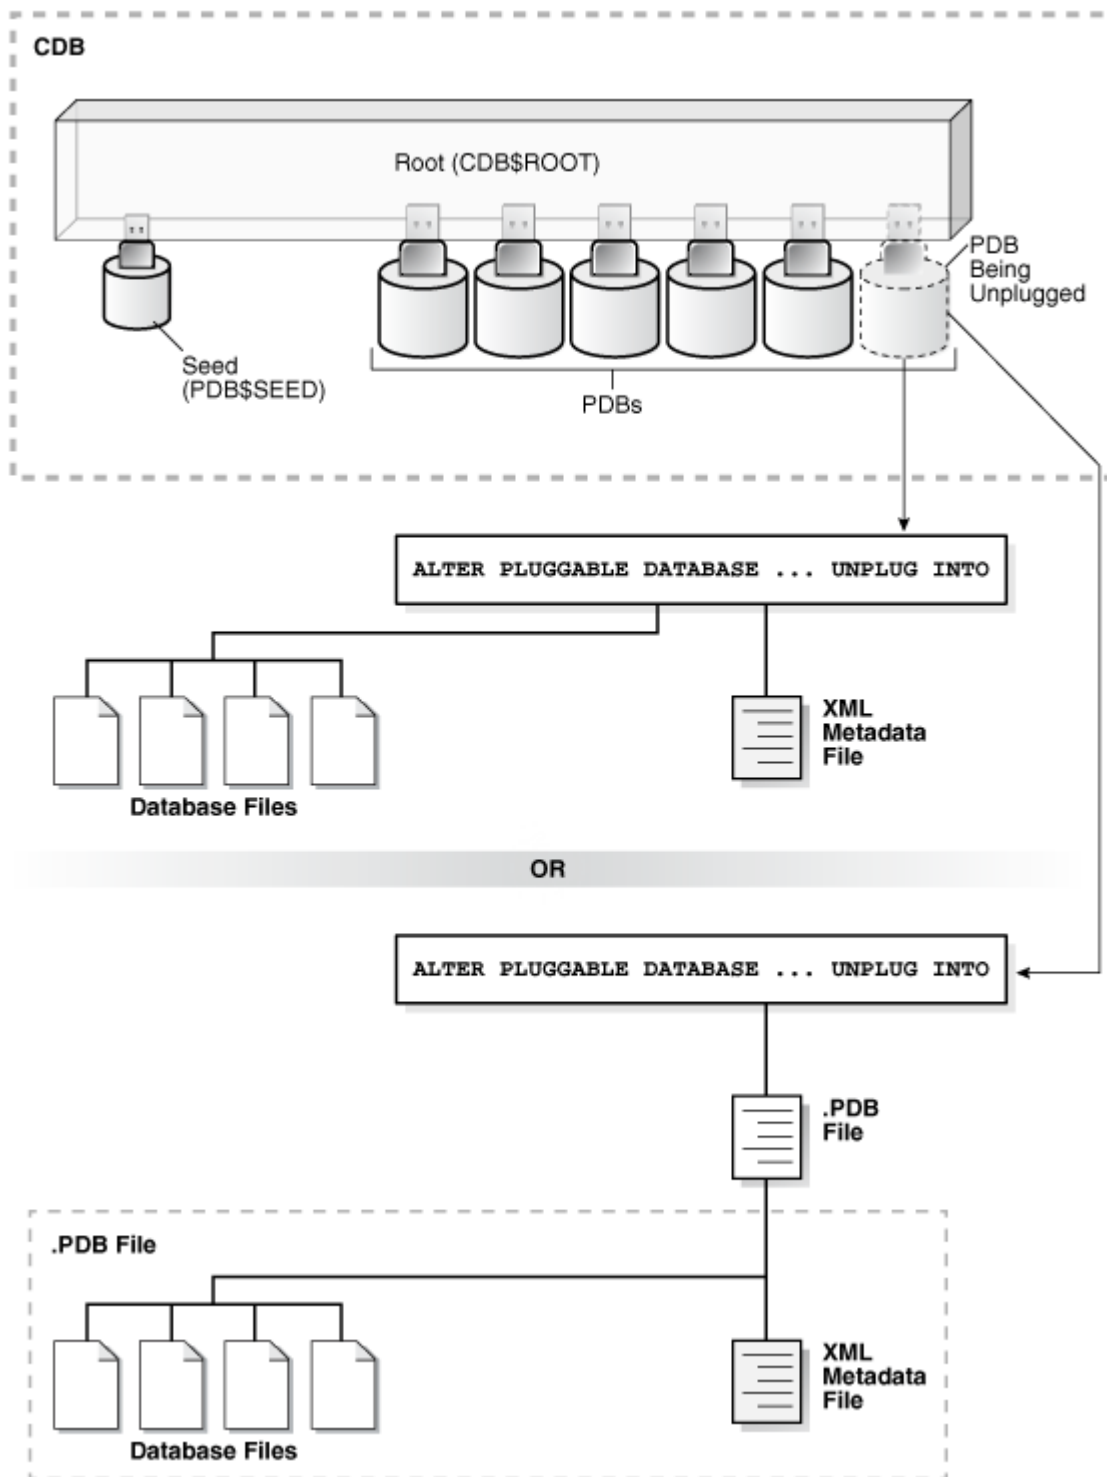 CDB
Root (CDB$ROOT)
PDB
Being
Unplugged
Seed
(PDB$SEED)
PDBs
ALTER PLUGGABLE DATABASE ... UNPLUG INTO
XML
Metadata
File
Database Files
OR
ALTER PLUGGABLE DATABASE ... UNPLUG INTO
.PDB
File
.PDB File
XML
Metadata
File
Database Files